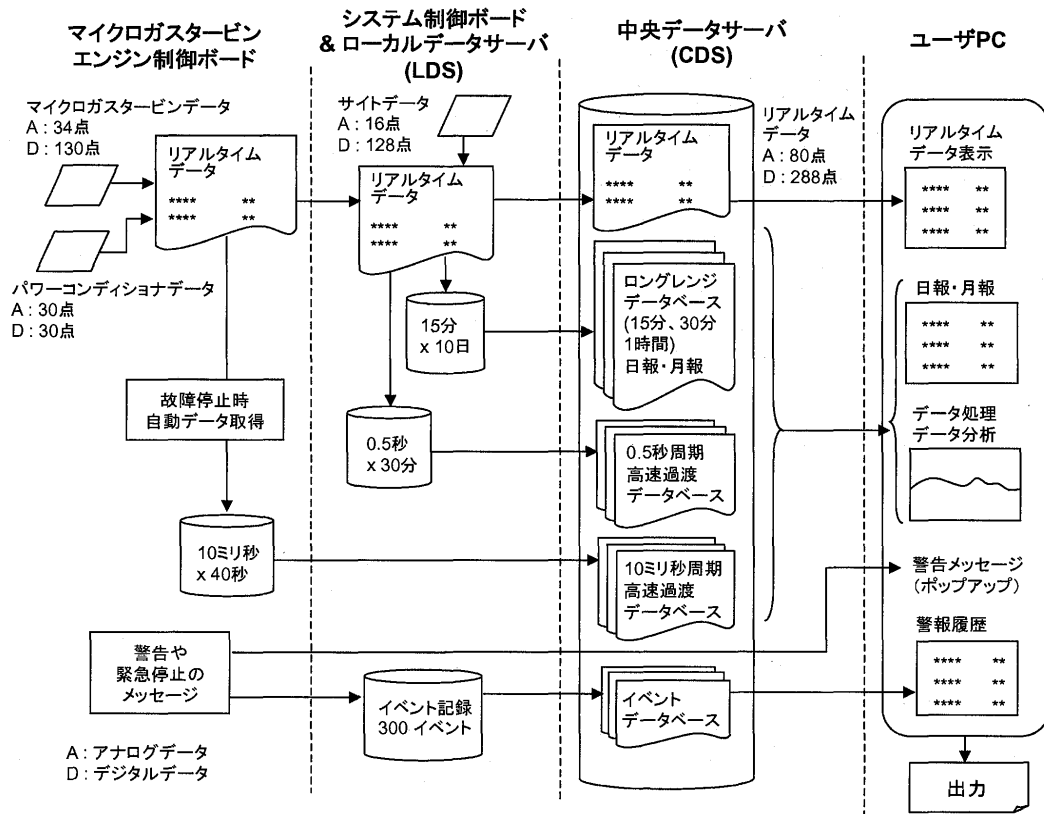 マイクロガスタービン
エンジン制御ボード
システム制御ボード
& ローカルデータサーバ
(LDS)
中央データサーバ
(CDS)
ユーザPC
マイクロガスタービンデータ
A : 34点
D : 130点
リアルタイム
データ
**** **
**** **
パワーコンディショナデータ
A : 30点
D : 30点
故障停止時
自動データ取得
10ミリ秒
x 40秒
警告や
緊急停止の
メッセージ
A : アナログデータ
D : デジタルデータ
サイトデータ
A : 16点
D : 128点
リアルタイム
データ
**** **
**** **
15分
x 10日
0.5秒
x 30分
イベント記録
300 イベント
リアルタイム
データ
**** **
**** **
リアルタイム
データ
A : 80点
D : 288点
ロングレンジ
データベース
(15分、30分
1時間)
日報・月報
0.5秒周期
高速過渡
データベース
10ミリ秒周期
高速過渡
データベース
イベント
データベース
リアルタイム
データ表示
**** **
**** **
**** **
日報・月報
**** **
**** **
**** **
データ処理
データ分析
警告メッセージ
(ポップアップ)
警報履歴
**** **
**** **
**** **
出力